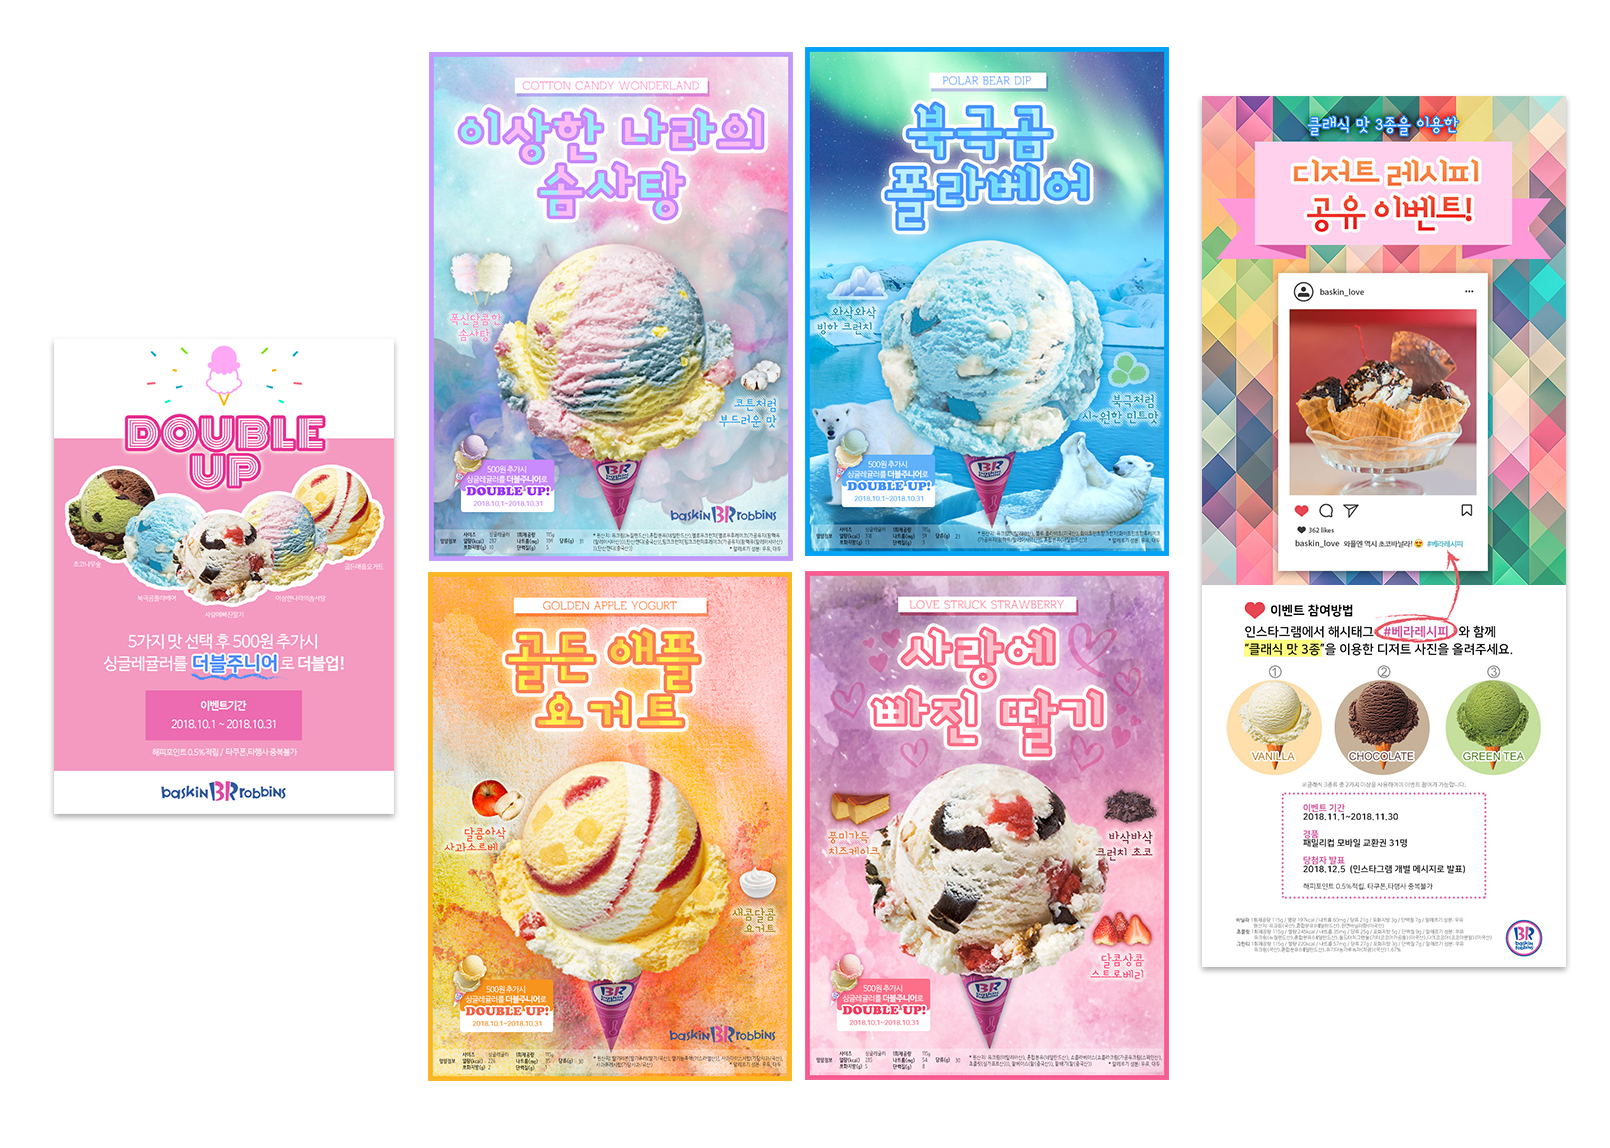 DOUBLE
UP
초코나무숲
북극곰폴라베어
사랑에빠진딸기
이상한나라의솜사탕
골든애플요거트
5가지 맛 선택 후 500원 추가시
싱글레귤러를 더블주니어로 더블업!
이벤트기간
2018.10.1 ~ 2018.10.31
해피포인트 0.5%적립 / 타쿠폰,타행사 중복불가
baskin BR robbins
COTTON CANDY WONDERLAND
이상한 나라의
솜사탕
폭신달콤한
솜사탕
코튼처럼
부드러운 맛
BR
500원 추가시
싱글레귤러를 더블주니어로
DOUBLE-UP!
2018.10.1~2018.10.31
baskin BR robbins
POLAR BEAR DIP
북극곰
폴라베어
와삭와삭
빙하 크런치
북극처럼
시~원한 민트맛
BR
500원 추가시
싱글레귤러를 더블주니어로
DOUBLE-UP!
2018.10.1~2018.10.31
GOLDEN APPLE YOGURT
골든 애플
요거트
달콤아삭
사과소르베
새콤달콤
요거트
BR
500원 추가시
싱글레귤러를 더블주니어로
DOUBLE-UP!
2018.10.1~2018.10.31
baskin BR robbins
LOVE STRUCK STRAWBERRY
사랑에
빠진 딸기
풍미가득
치즈케이크
바삭바삭
크런치 초코
달콤상콤
스트로베리
BR
500원 추가시
싱글레귤러를 더블주니어로
DOUBLE-UP!
2018.10.1~2018.10.31
클래식 맛 3종을 이용한
디저트 레시피
공유 이벤트!
baskin_love
362 likes
baskin_love 와플엔 역시 초코바닐라! #베라레시피
이벤트 참여방법
인스타그램에서 해시태그 #베라레시피 와 함께
"클래식 맛 3종"을 이용한 디저트 사진을 올려주세요.
① ② ③
VANILLA CHOCOLATE GREEN TEA
이벤트 기간
2018.11.1~2018.11.30
경품
패밀리컵 모바일 교환권 31명
당첨자 발표
2018.12.5 (인스타그램 개별 메시지로 발표)
해피포인트 0.5%적립, 타쿠폰,타행사 중복불가
BR
baskin
robbins